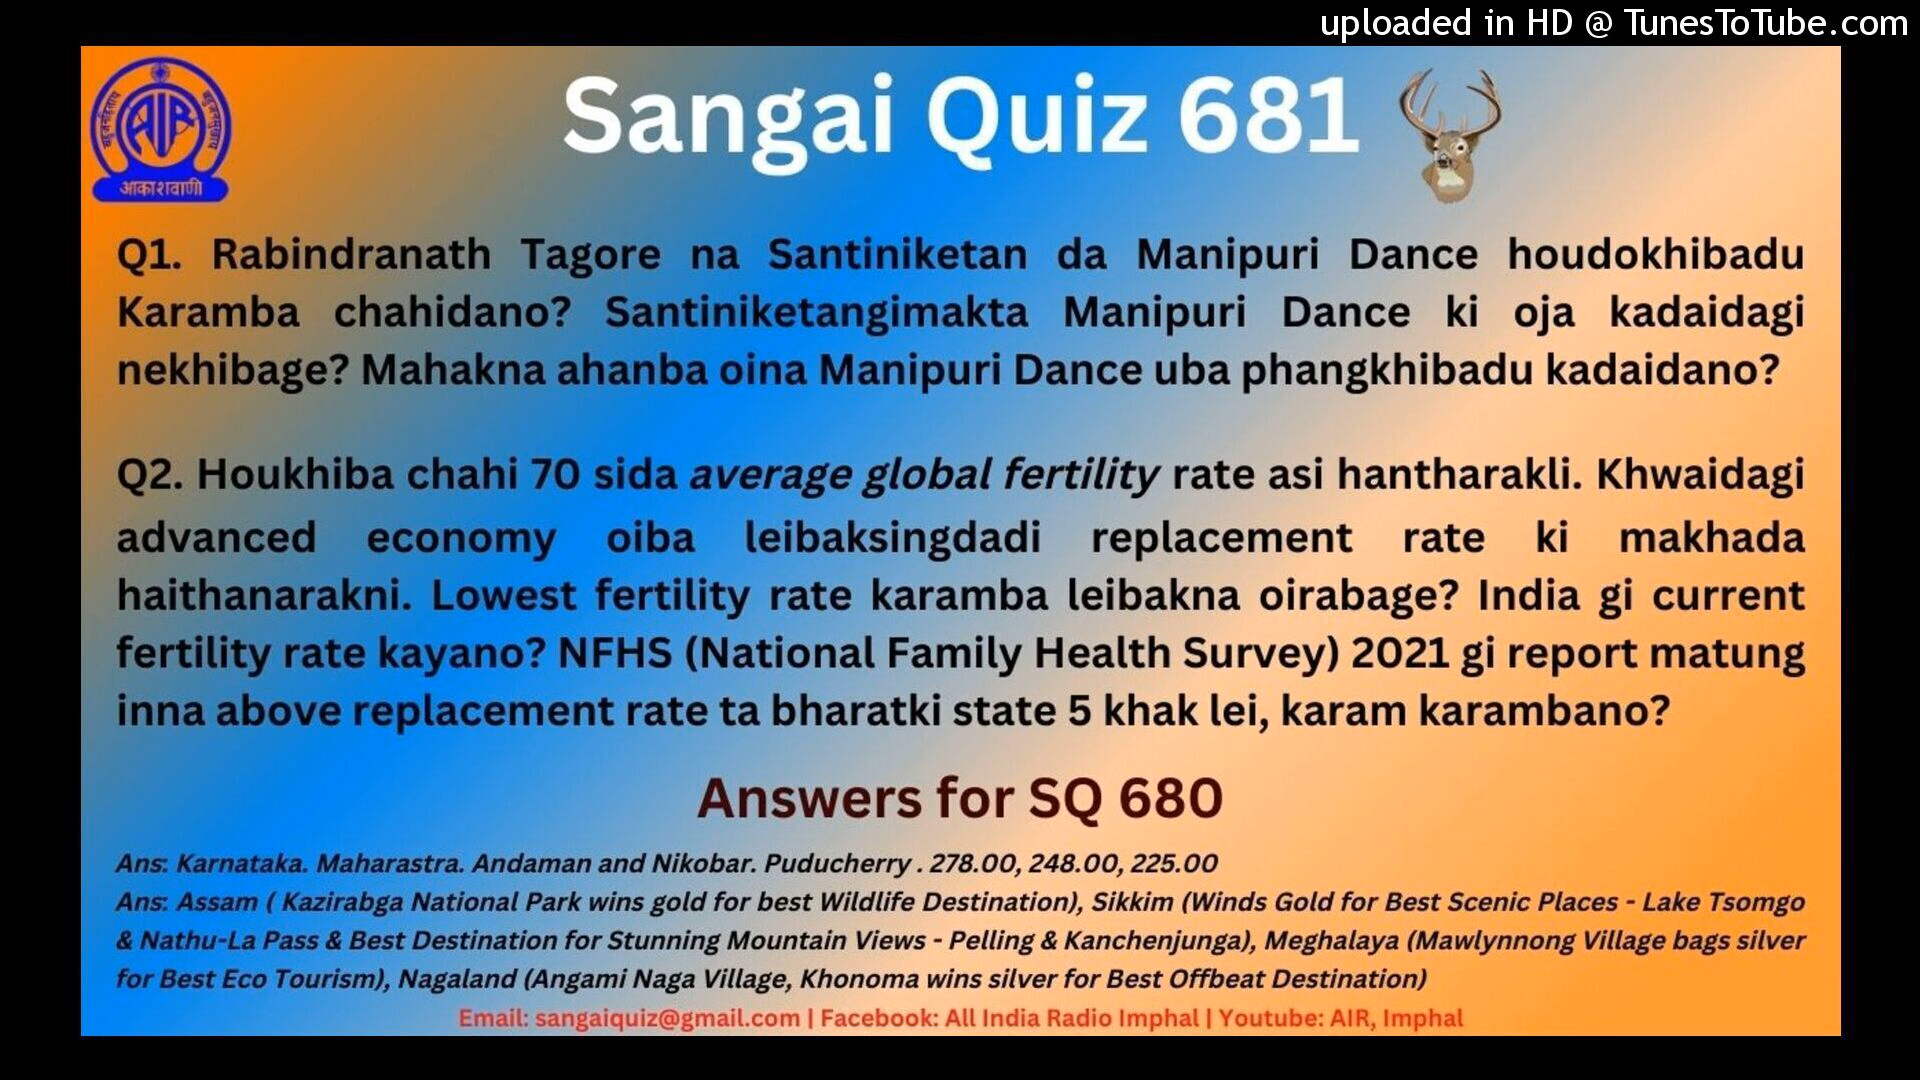 uploaded in HD @ TunesToTube.com
Sangai Quiz 681
बहुजनहिताय
बहुजनसुखाय
AIR
आकाशवाणी
Q1. Rabindranath Tagore na Santiniketan da Manipuri Dance houdokhibadu
Karamba chahidano? Santiniketangimakta Manipuri Dance ki oja kadaidagi
nekhibage? Mahakna ahanba oina Manipuri Dance uba phangkhibadu kadaidano?
Q2. Houkhiba chahi 70 sida average global fertility rate asi hantharakli. Khwaidagi
advanced economy oiba leibaksingdadi replacement rate ki makhada
haithanarakni. Lowest fertility rate karamba leibakna oirabage? India gi current
fertility rate kayano? NFHS (National Family Health Survey) 2021 gi report matung
inna above replacement rate ta bharatki state 5 khak lei, karam karambano?
Answers for SQ 680
Ans: Karnataka. Maharastra. Andaman and Nikobar. Puducherry . 278.00, 248.00, 225.00
Ans: Assam ( Kazirabga National Park wins gold for best Wildlife Destination), Sikkim (Winds Gold for Best Scenic Places - Lake Tsomgo
& Nathu-La Pass & Best Destination for Stunning Mountain Views - Pelling & Kanchenjunga), Meghalaya (Mawlynnong Village bags silver
for Best Eco Tourism), Nagaland (Angami Naga Village, Khonoma wins silver for Best Offbeat Destination)
Email: sangaiquiz@gmail.com | Facebook: All India Radio Imphal | Youtube: AIR, Imphal